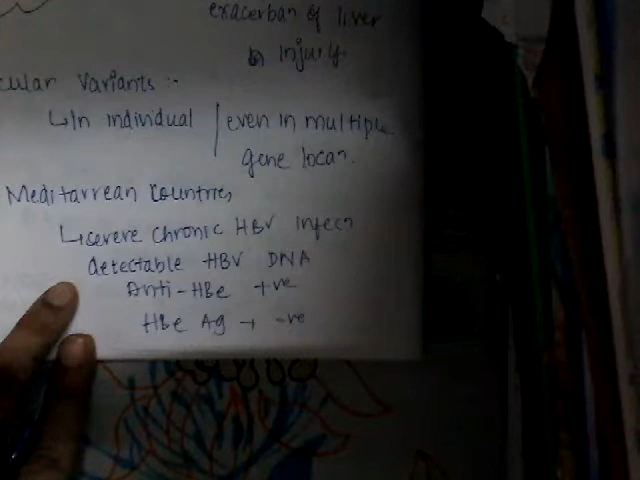 exacerban of liver
injury.
cular Variants :-
↳In individual | even in multiple
gene locan.
Meditarrean Countries
↳severe chronic HBV Infecn
detectable HBV DNA
Anti-HBe +ve
HBe Ag → -ve